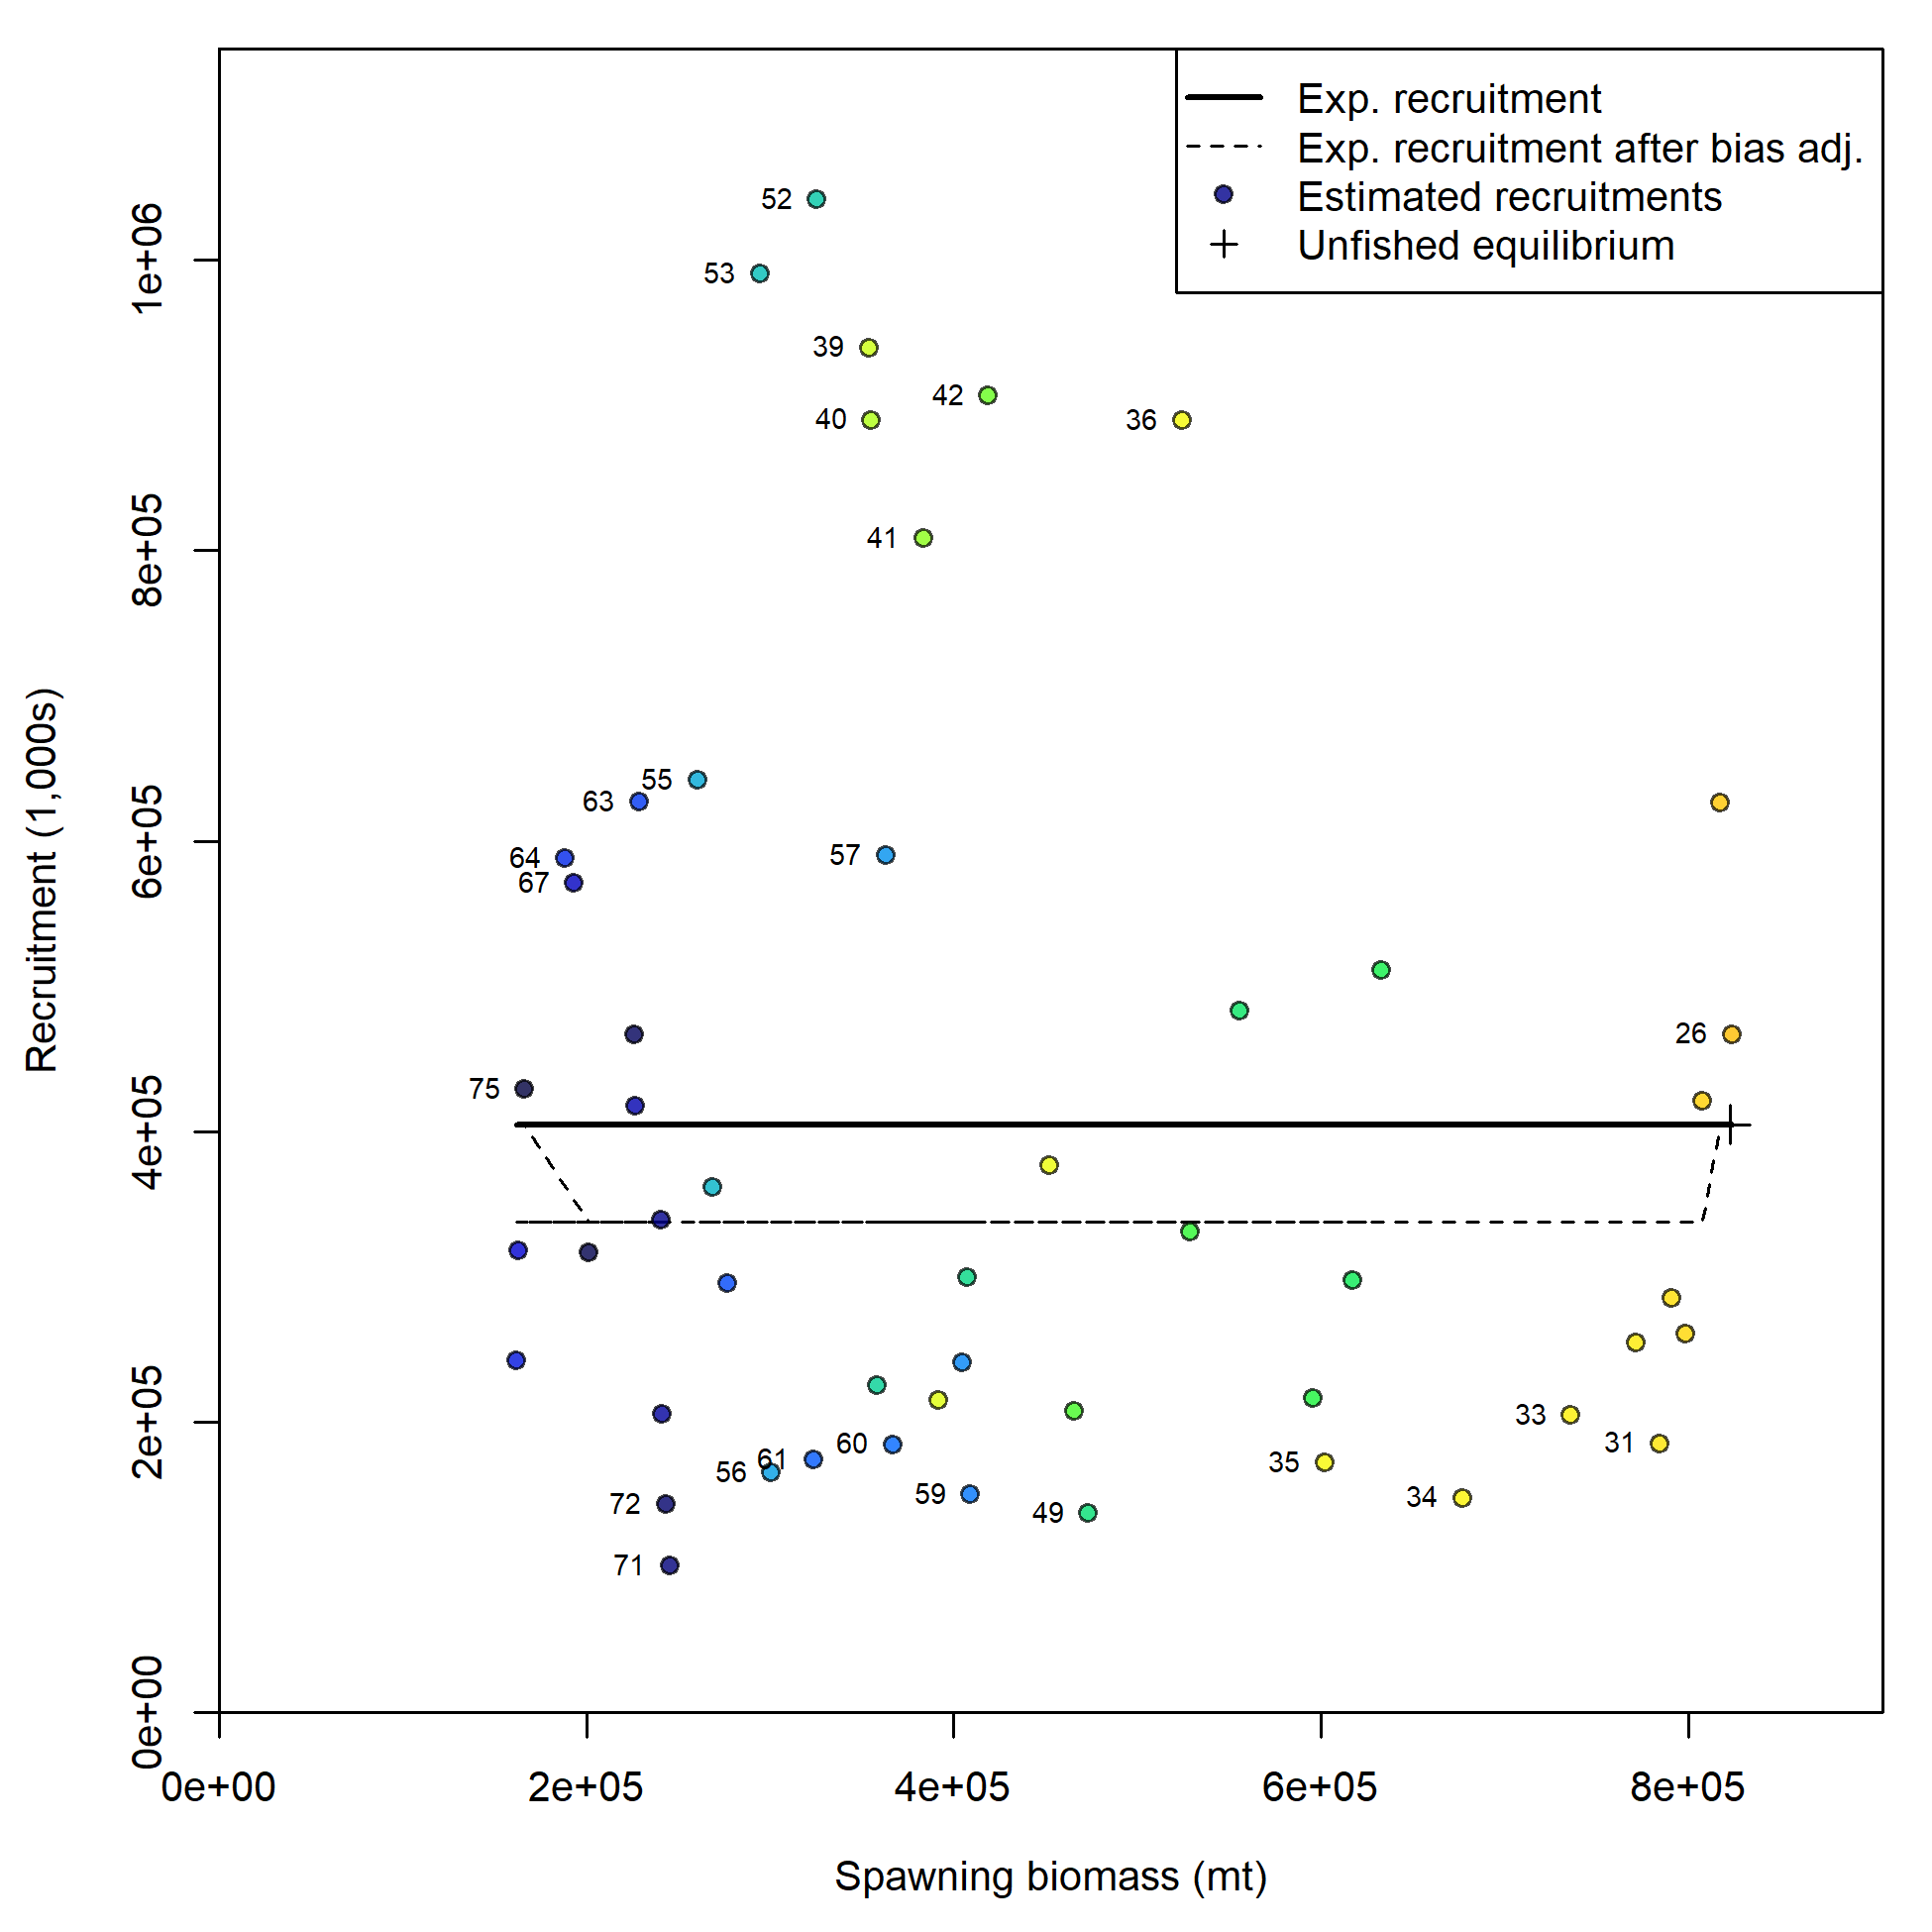 Exp. recruitment
Exp. recruitment after bias adj.
Estimated recruitments
Unfished equilibrium
52
53
39
42
40
36
41
55
63
64
57
67
26
75
33
31
60
61
35
56
59
34
72
49
71
Recruitment (1,000s)
1e+06
8e+05
6e+05
4e+05
2e+05
0e+00
0e+00 2e+05 4e+05 6e+05 8e+05
Spawning biomass (mt)